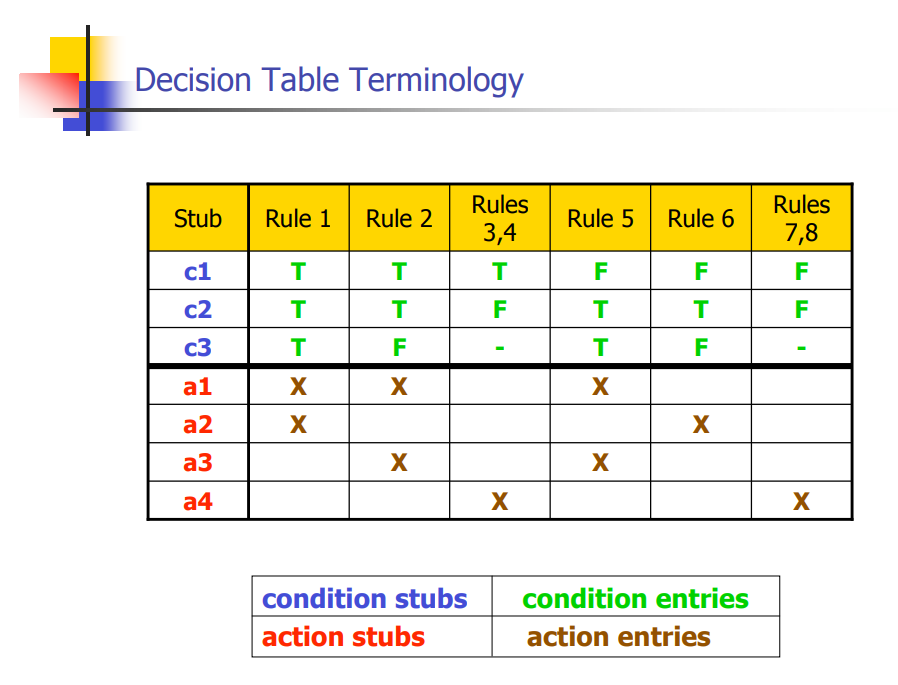 Decision Table Terminology
Stub Rule 1 Rule 2 Rules 3,4 Rule 5 Rule 6 Rules 7,8
c1 T T T F F F
c2 T T F T T F
c3 T F - T F -
a1 X X X
a2 X X
a3 X X
a4 X X
condition stubs condition entries
action stubs action entries